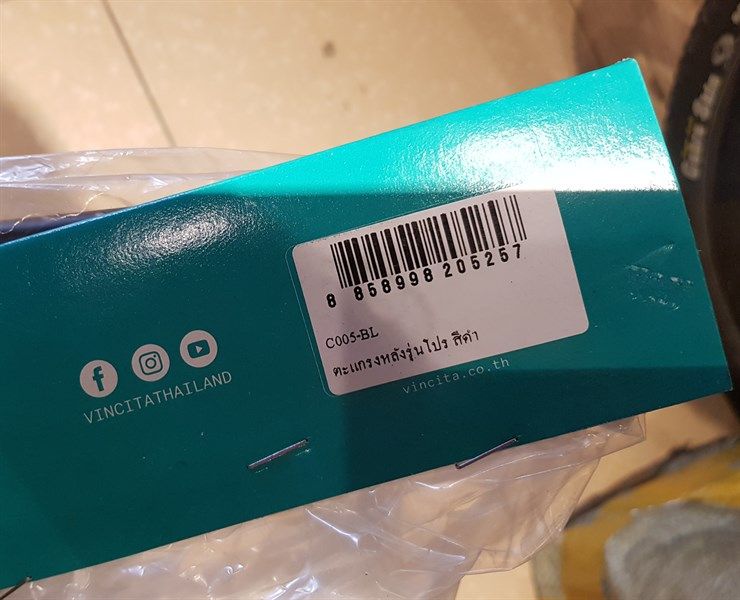 8 858998 205257
C005-BL
ตะแกรงหลังรุ่นโปร สีดำ
vincita.co.th
VINCITATHAILAND